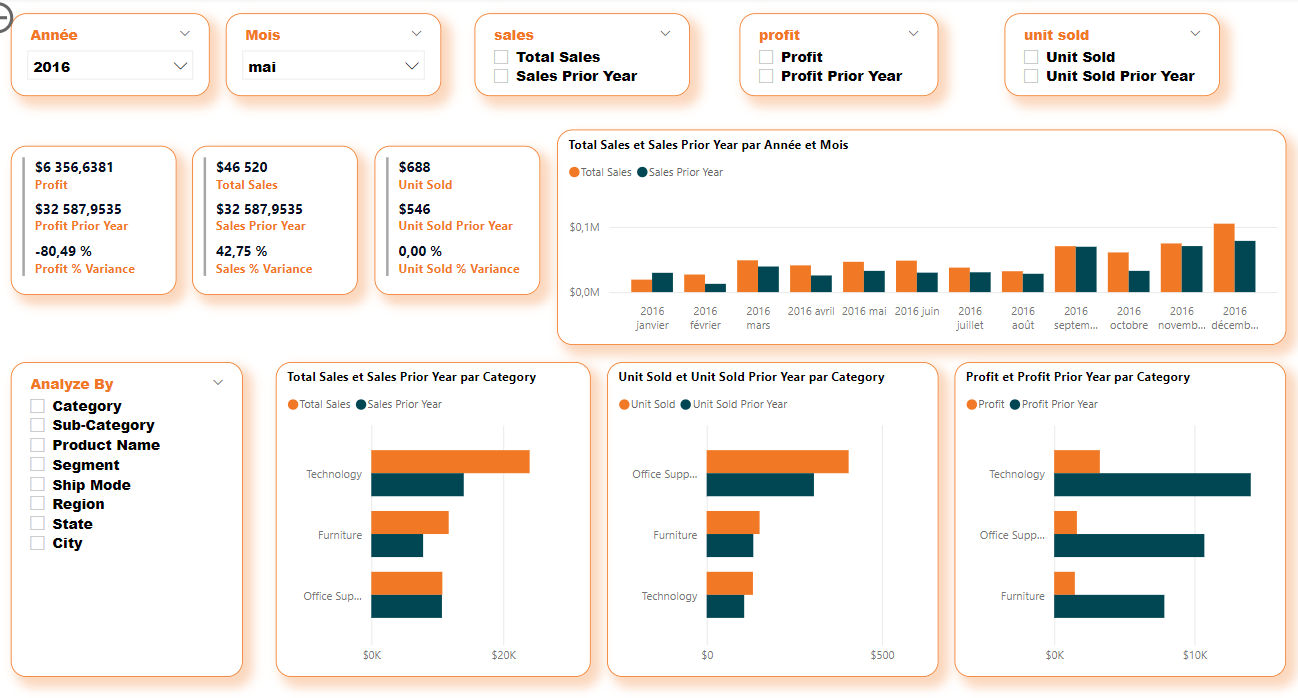 Année
2016
Mois
mai
sales
Total Sales
Sales Prior Year
profit
Profit
Profit Prior Year
unit sold
Unit Sold
Unit Sold Prior Year
$6 356,6381
Profit
$32 587,9535
Profit Prior Year
-80,49 %
Profit % Variance
$46 520
Total Sales
$32 587,9535
Sales Prior Year
42,75 %
Sales % Variance
$688
Unit Sold
$546
Unit Sold Prior Year
0,00 %
Unit Sold % Variance
Total Sales et Sales Prior Year par Année et Mois
Total Sales Sales Prior Year
$0,1M
$0,0M
2016 janvier
2016 février
2016 mars
2016 avril
2016 mai
2016 juin
2016 juillet
2016 août
2016 septem...
2016 octobre
2016 novemb...
2016 décemb...
Analyze By
Category
Sub-Category
Product Name
Segment
Ship Mode
Region
State
City
Total Sales et Sales Prior Year par Category
Total Sales Sales Prior Year
Technology
Furniture
Office Sup...
$0K $20K
Unit Sold et Unit Sold Prior Year par Category
Unit Sold Unit Sold Prior Year
Office Supp...
Furniture
Technology
$0 $500
Profit et Profit Prior Year par Category
Profit Profit Prior Year
Technology
Office Supp...
Furniture
$0K $10K